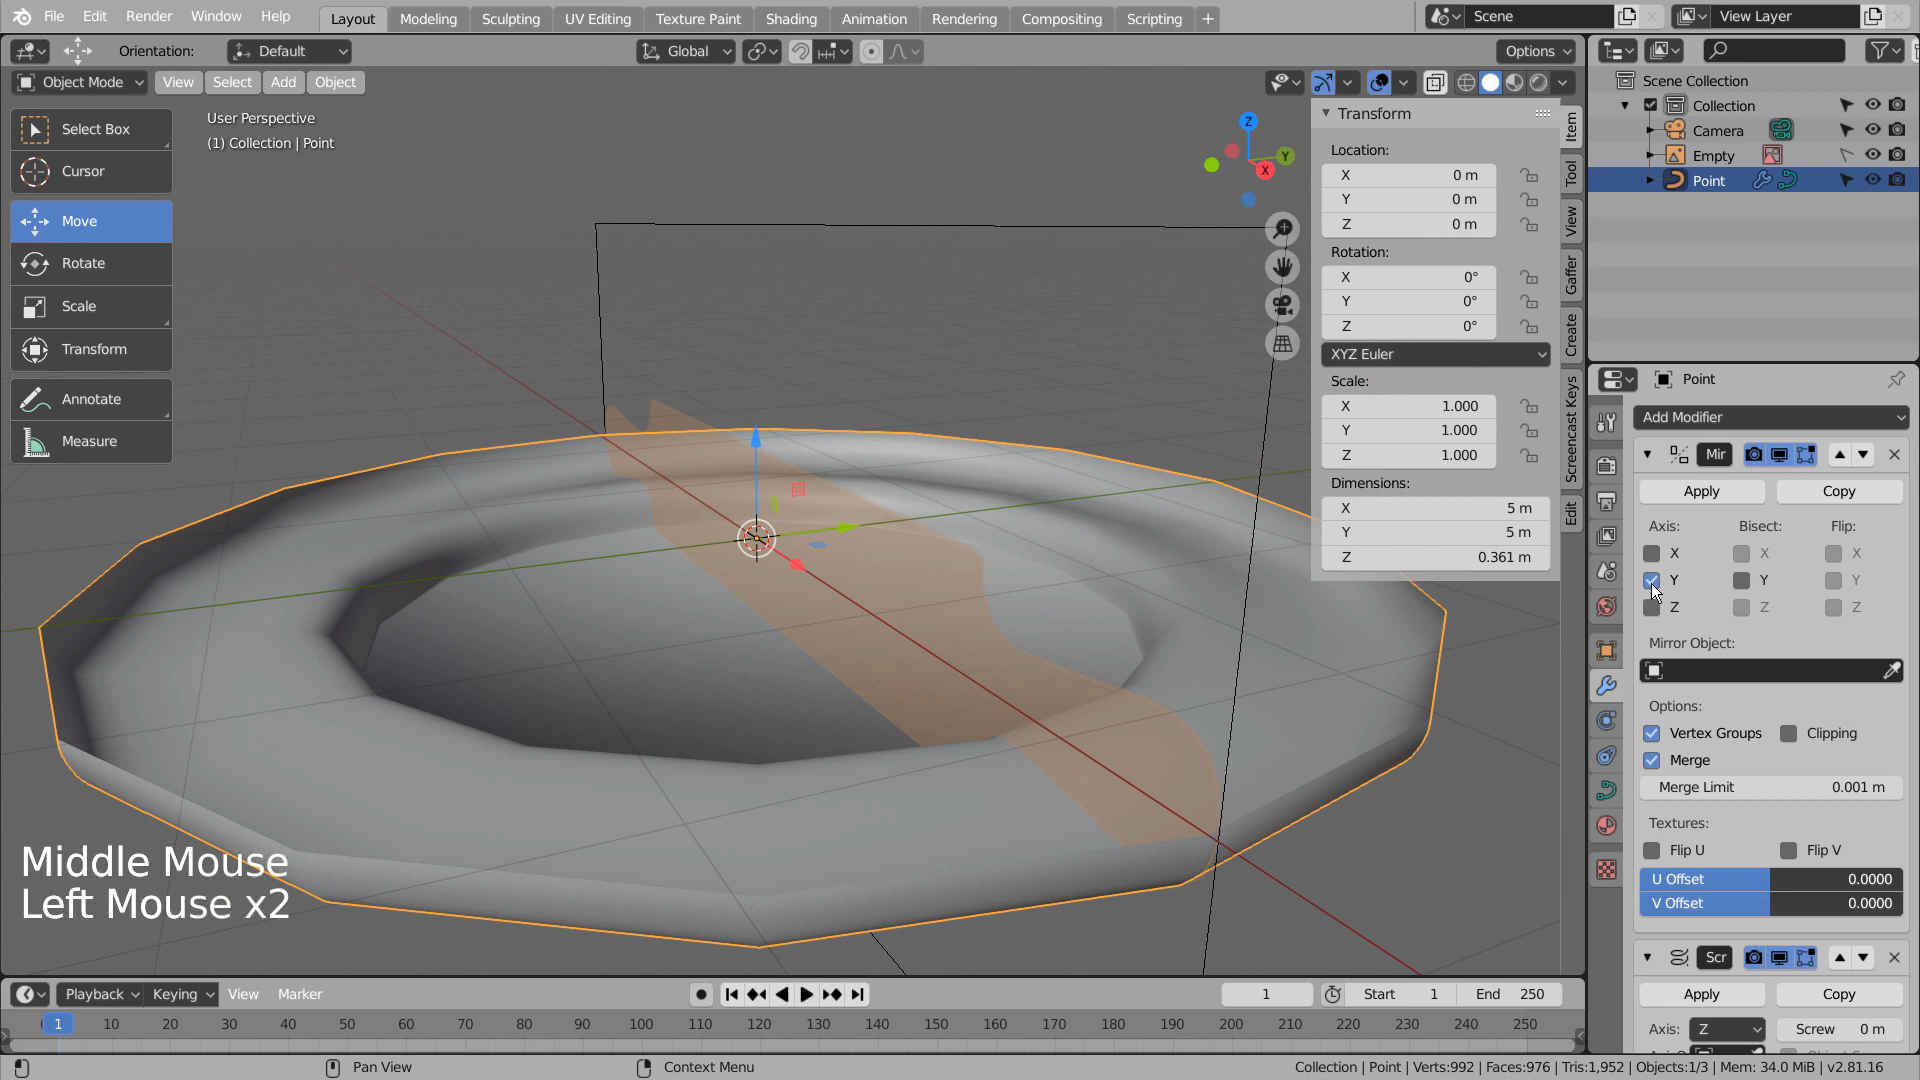 File Edit Render Window Help Layout Modeling Sculpting UV Editing Texture Paint Shading Animation Rendering Compositing Scripting + Scene View Layer
Orientation: Default Global Options
Object Mode View Select Add Object
User Perspective
(1) Collection | Point
Select Box
Cursor
Move
Rotate
Scale
Transform
Annotate
Measure
Z
Y
X
Transform
Location:
X 0 m
Y 0 m
Z 0 m
Rotation:
X 0°
Y 0°
Z 0°
XYZ Euler
Scale:
X 1.000
Y 1.000
Z 1.000
Dimensions:
X 5 m
Y 5 m
Z 0.361 m
Item
Tool
View
Gaffer
Create
Screencast Keys
Edit
Scene Collection
Collection
Camera
Empty
Point
Point
Add Modifier
Mir
Apply Copy
Axis: Bisect: Flip:
X X X
Y Y Y
Z Z Z
Mirror Object:
Options:
Vertex Groups Clipping
Merge
Merge Limit 0.001 m
Textures:
Flip U Flip V
U Offset 0.0000
V Offset 0.0000
Scr
Apply Copy
Axis: Z Screw 0 m
Middle Mouse
Left Mouse x2
Playback Keying View Marker 1 Start 1 End 250
1 10 20 30 40 50 60 70 80 90 100 110 120 130 140 150 160 170 180 190 200 210 220 230 240 250
Pan View Context Menu Collection | Point | Verts:992 | Faces:976 | Tris:1,952 | Objects:1/3 | Mem: 34.0 MiB | v2.81.16